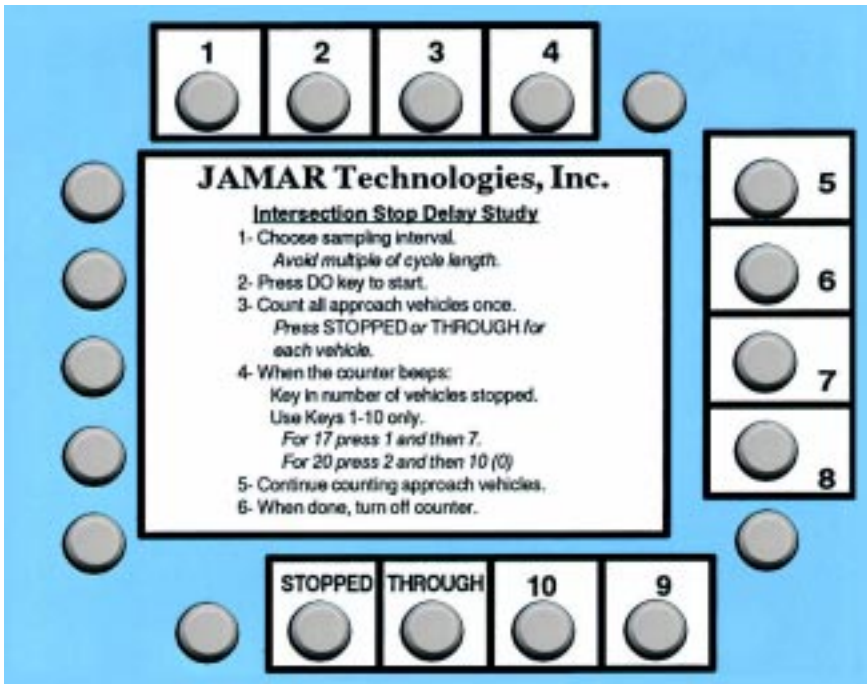 1 2 3 4
JAMAR Technologies, Inc.
Intersection Stop Delay Study
1- Choose sampling interval.
Avoid multiple of cycle length.
2- Press DO key to start.
3- Count all approach vehicles once.
Press STOPPED or THROUGH for
each vehicle.
4- When the counter beeps:
Key in number of vehicles stopped.
Use Keys 1-10 only.
For 17 press 1 and then 7.
For 20 press 2 and then 10 (0)
5- Continue counting approach vehicles.
6- When done, turn off counter.
5
6
7
8
STOPPED THROUGH 10 9